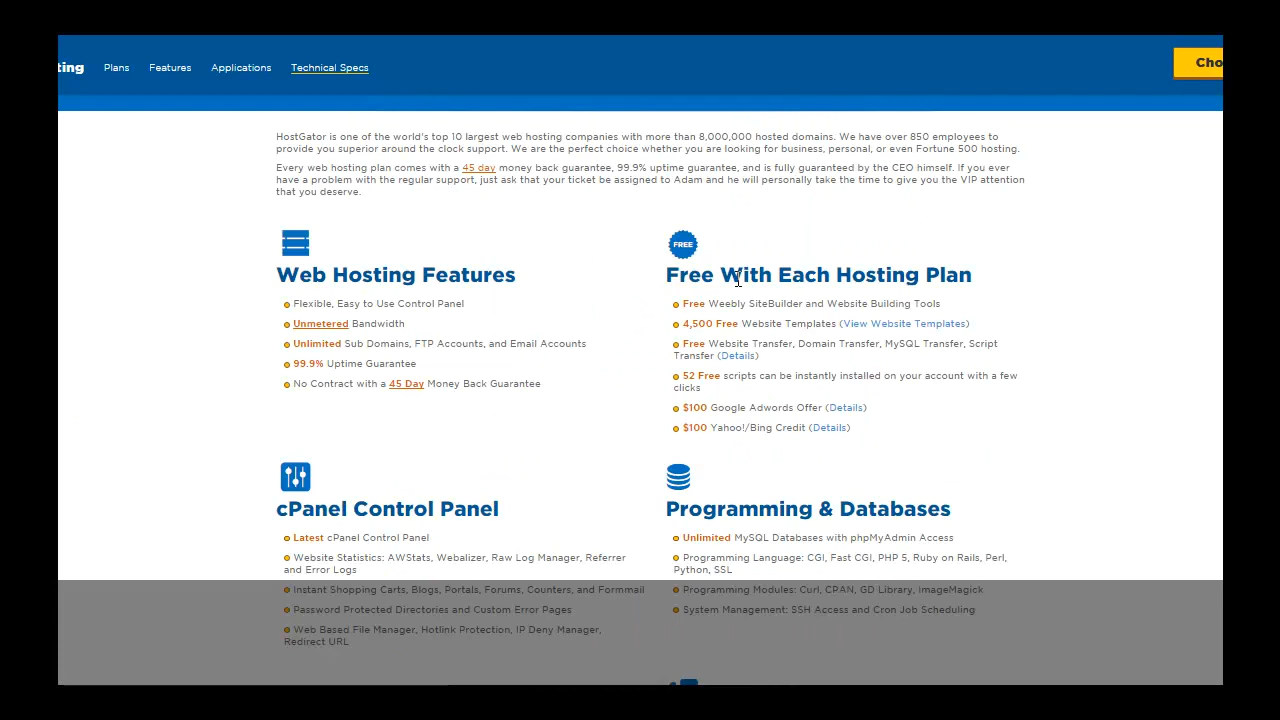 ting Plans Features Applications Technical Specs Cho
HostGator is one of the world's top 10 largest web hosting companies with more than 8,000,000 hosted domains. We have over 850 employees to
provide you superior around the clock support. We are the perfect choice whether you are looking for business, personal, or even Fortune 500 hosting.
Every web hosting plan comes with a 45 day money back guarantee, 99.9% uptime guarantee, and is fully guaranteed by the CEO himself. If you ever
have a problem with the regular support, just ask that your ticket be assigned to Adam and he will personally take the time to give you the VIP attention
that you deserve.
Web Hosting Features
Flexible, Easy to Use Control Panel
Unmetered Bandwidth
Unlimited Sub Domains, FTP Accounts, and Email Accounts
99.9% Uptime Guarantee
No Contract with a 45 Day Money Back Guarantee
FREE
Free With Each Hosting Plan
Free Weebly SiteBuilder and Website Building Tools
4,500 Free Website Templates (View Website Templates)
Free Website Transfer, Domain Transfer, MySQL Transfer, Script
Transfer (Details)
52 Free scripts can be instantly installed on your account with a few
clicks
$100 Google Adwords Offer (Details)
$100 Yahoo!/Bing Credit (Details)
cPanel Control Panel
Latest cPanel Control Panel
Website Statistics: AWStats, Webalizer, Raw Log Manager, Referrer
and Error Logs
Instant Shopping Carts, Blogs, Portals, Forums, Counters, and Formmail
Password Protected Directories and Custom Error Pages
Web Based File Manager, Hotlink Protection, IP Deny Manager,
Redirect URL
Programming & Databases
Unlimited MySQL Databases with phpMyAdmin Access
Programming Language: CGI, Fast CGI, PHP 5, Ruby on Rails, Perl,
Python, SSL
Programming Modules: Curl, CPAN, GD Library, ImageMagick
System Management: SSH Access and Cron Job Scheduling